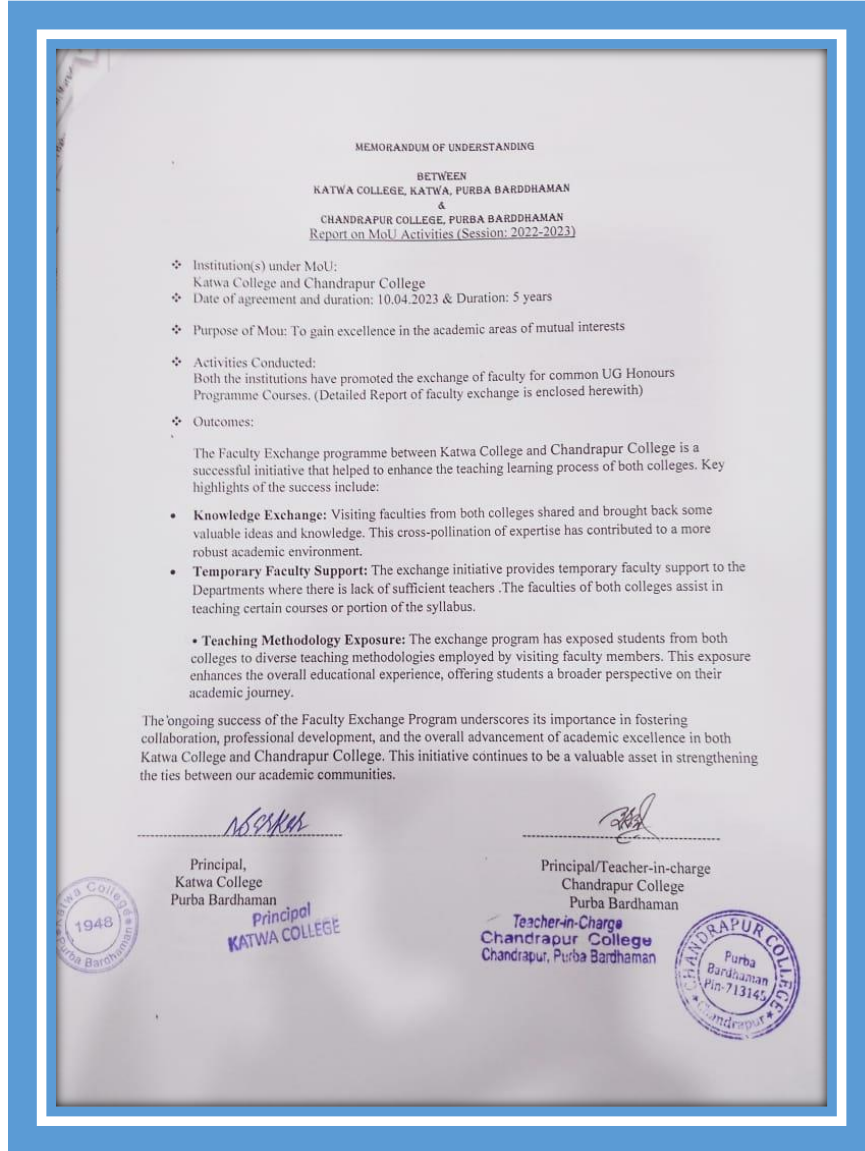 MEMORANDUM OF UNDERSTANDING
BETWEEN
KATWA COLLEGE, KATWA, PURBA BARDDHAMAN
&
CHANDRAPUR COLLEGE, PURBA BARDDHAMAN
Report on MoU Activities (Session: 2022-2023)
❖ Institution(s) under MoU:
Katwa College and Chandrapur College
❖ Date of agreement and duration: 10.04.2023 & Duration: 5 years
❖ Purpose of Mou: To gain excellence in the academic areas of mutual interests
❖ Activities Conducted:
Both the institutions have promoted the exchange of faculty for common UG Honours
Programme Courses. (Detailed Report of faculty exchange is enclosed herewith)
❖ Outcomes:
The Faculty Exchange programme between Katwa College and Chandrapur College is a
successful initiative that helped to enhance the teaching learning process of both colleges. Key
highlights of the success include:
• Knowledge Exchange: Visiting faculties from both colleges shared and brought back some
valuable ideas and knowledge. This cross-pollination of expertise has contributed to a more
robust academic environment.
• Temporary Faculty Support: The exchange initiative provides temporary faculty support to the
Departments where there is lack of sufficient teachers .The faculties of both colleges assist in
teaching certain courses or portion of the syllabus.
• Teaching Methodology Exposure: The exchange program has exposed students from both
colleges to diverse teaching methodologies employed by visiting faculty members. This exposure
enhances the overall educational experience, offering students a broader perspective on their
academic journey.
The ongoing success of the Faculty Exchange Program underscores its importance in fostering
collaboration, professional development, and the overall advancement of academic excellence in both
Katwa College and Chandrapur College. This initiative continues to be a valuable asset in strengthening
the ties between our academic communities.
Principal,
Katwa College
Purba Bardhaman
Principal
KATWA COLLEGE
Katwa College
1948
Purba Bardhaman
Principal/Teacher-in-charge
Chandrapur College
Purba Bardhaman
Teacher-in-Charge
Chandrapur College
Chandrapur, Purba Bardhaman
CHANDRAPUR COLLEGE
Purba
Bardhaman
Pin-713145
Chandrapur